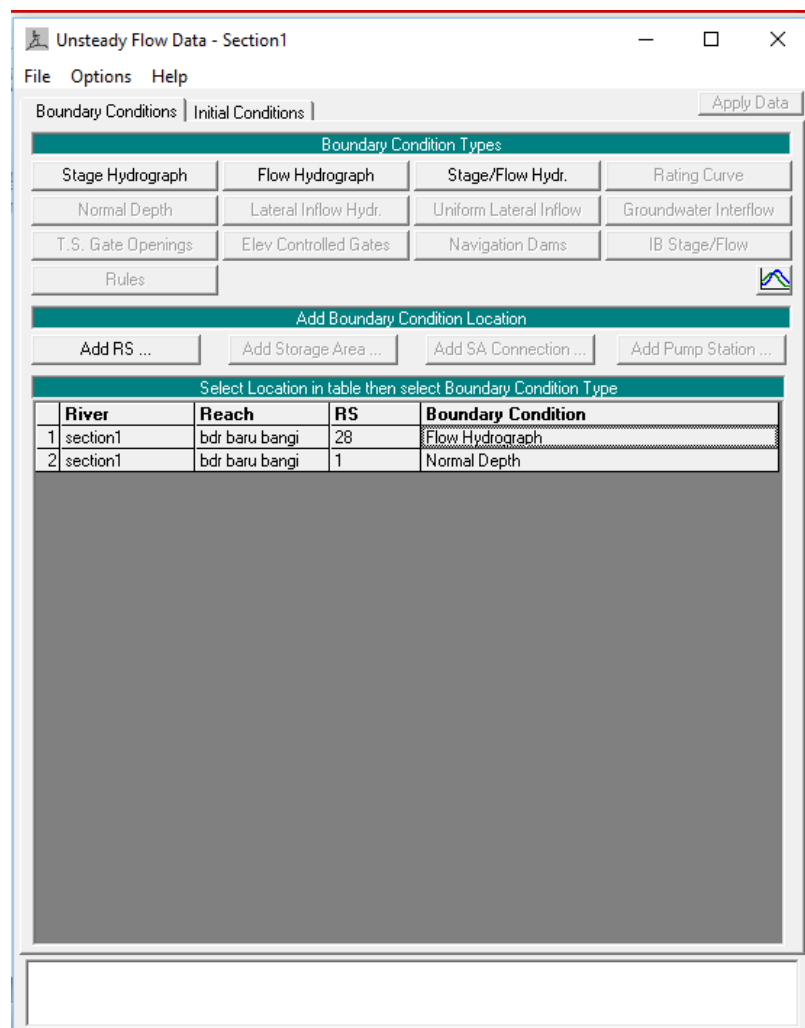 Unsteady Flow Data - Section1
File Options Help
Boundary Conditions Initial Conditions Apply Data
Boundary Condition Types
Stage Hydrograph Flow Hydrograph Stage/Flow Hydr. Rating Curve
Normal Depth Lateral Inflow Hydr. Uniform Lateral Inflow Groundwater Interflow
T.S. Gate Openings Elev Controlled Gates Navigation Dams IB Stage/Flow
Rules
Add Boundary Condition Location
Add RS ... Add Storage Area ... Add SA Connection ... Add Pump Station ...
Select Location in table then select Boundary Condition Type
River Reach RS Boundary Condition
1 section1 bdr baru bangi 28 Flow Hydrograph
2 section1 bdr baru bangi 1 Normal Depth